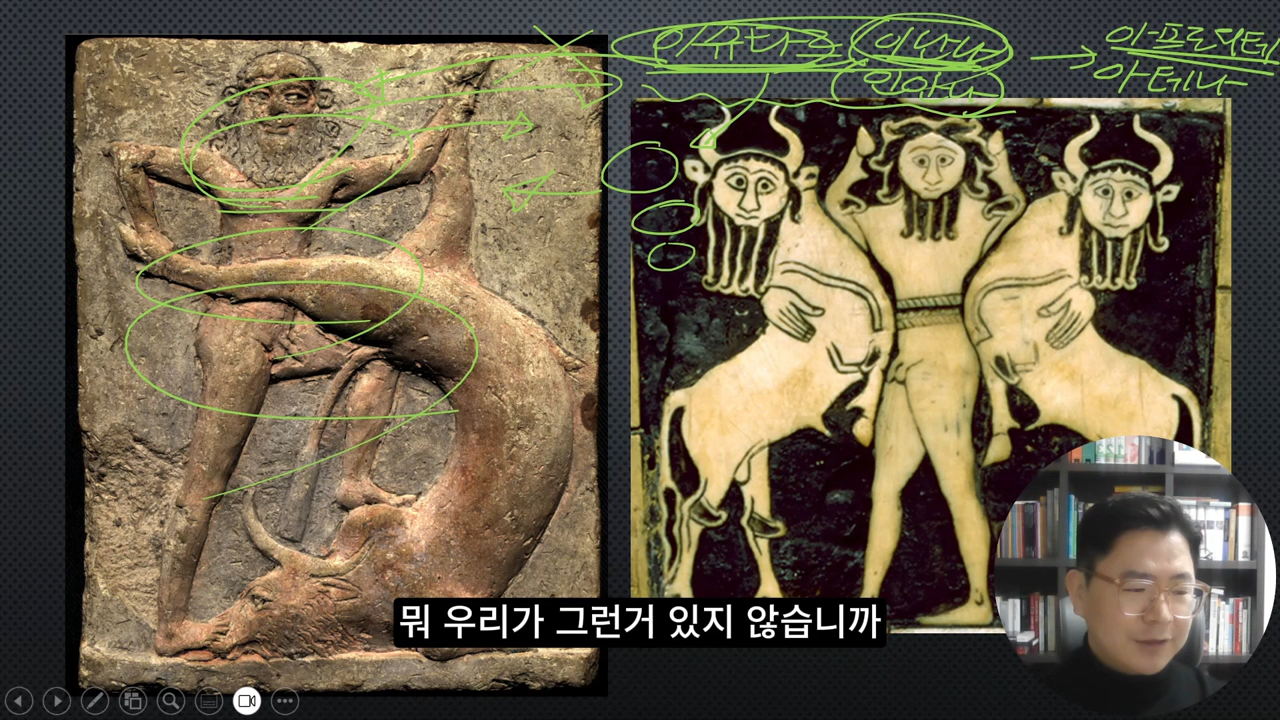 이슈타르 이난나 → 아프로디테
인안나 아테나
뭐 우리가 그런거 있지 않습니까